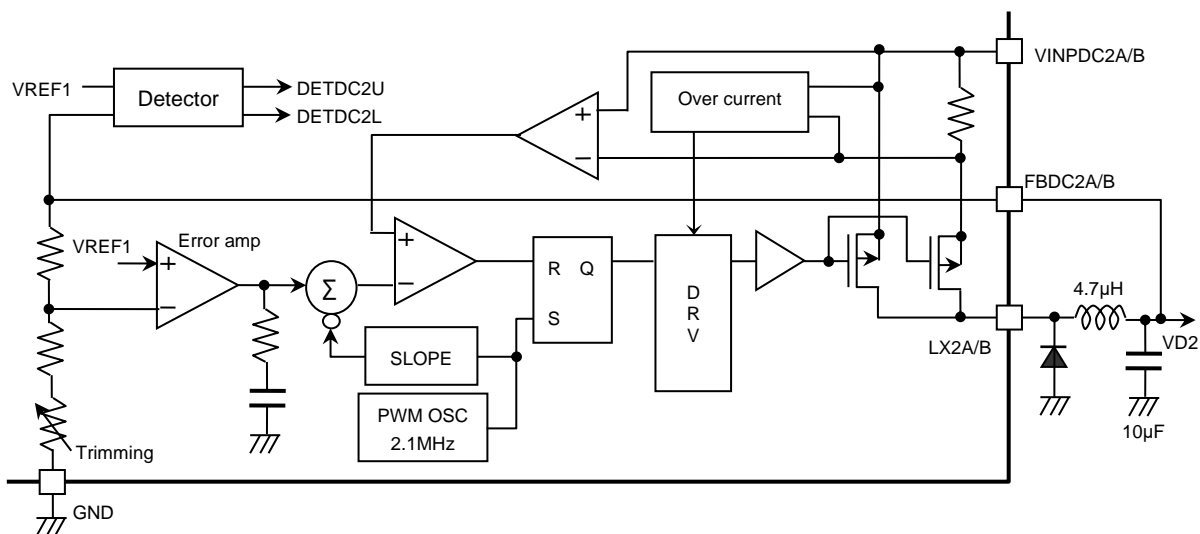 VINPDC2A/B
VREF1
Detector
DETDC2U
DETDC2L
Over current
+
−
FBDC2A/B
VREF1
Error amp
+
−
+
−
Σ
R Q
S
D
R
V
4.7µH
LX2A/B
VD2
SLOPE
PWM OSC
2.1MHz
10µF
Trimming
GND